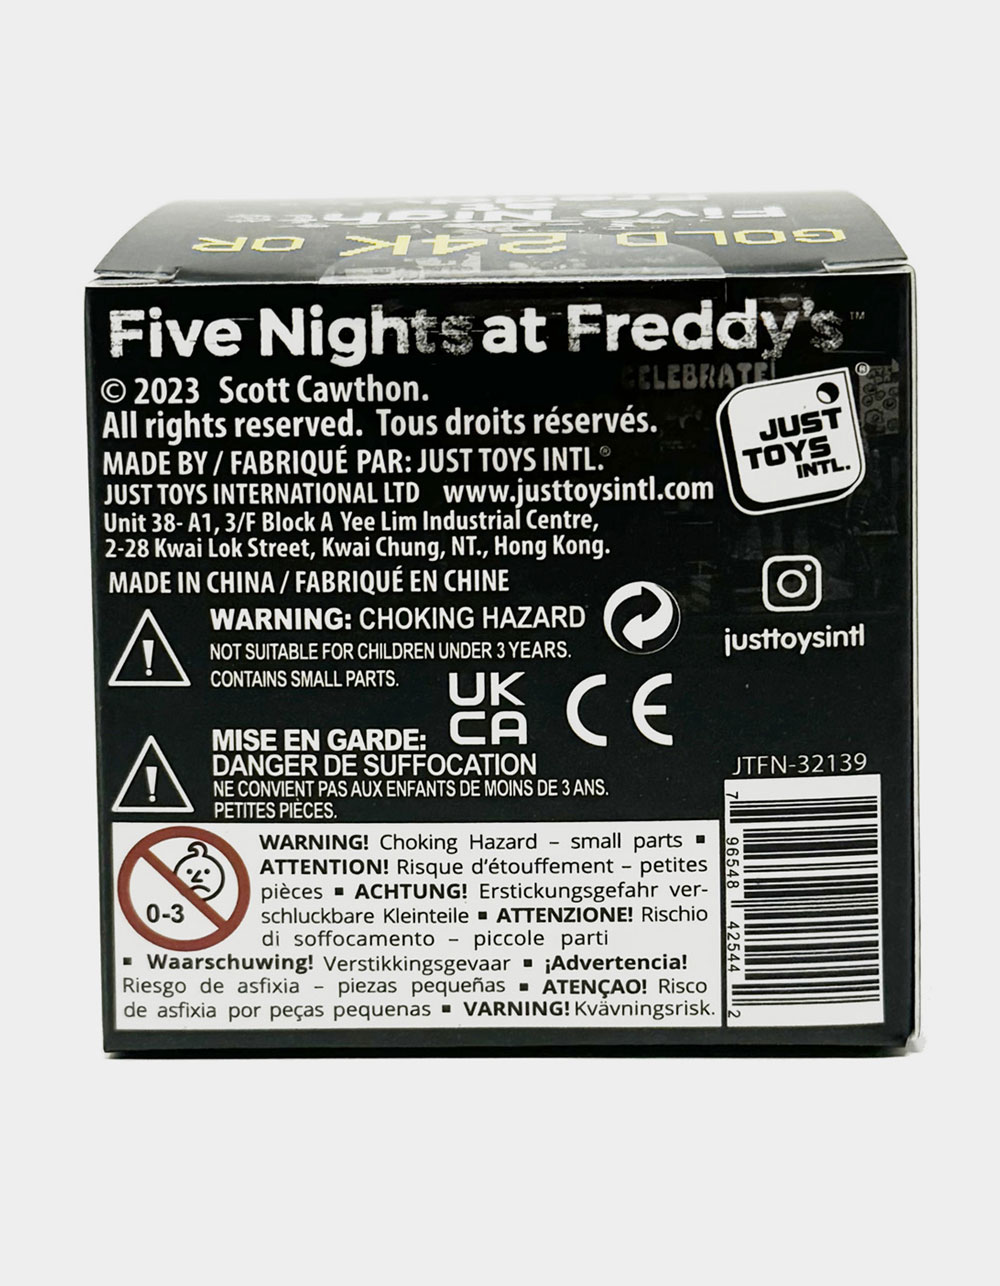 GOLD 24K OR
Five Nights
Five Nights at Freddy's™
CELEBRATE!
© 2023 Scott Cawthon.
All rights reserved. Tous droits réservés.
MADE BY / FABRIQUÉ PAR: JUST TOYS INTL.®
JUST TOYS INTERNATIONAL LTD www.justtoysintl.com
Unit 38- A1, 3/F Block A Yee Lim Industrial Centre,
2-28 Kwai Lok Street, Kwai Chung, NT., Hong Kong.
MADE IN CHINA / FABRIQUÉ EN CHINE
®
JUST
TOYS
INTL.
justtoysintl
WARNING: CHOKING HAZARD
NOT SUITABLE FOR CHILDREN UNDER 3 YEARS.
CONTAINS SMALL PARTS.
!
UK
CA
CE
MISE EN GARDE:
DANGER DE SUFFOCATION
NE CONVIENT PAS AUX ENFANTS DE MOINS DE 3 ANS.
PETITES PIÈCES.
!
JTFN-32139
7 96548 42544 2
0-3
WARNING! Choking Hazard – small parts ▪
ATTENTION! Risque d'étouffement – petites
pièces ▪ ACHTUNG! Erstickungsgefahr ver-
schluckbare Kleinteile ▪ ATTENZIONE! Rischio
di soffocamento – piccole parti
▪ Waarschuwing! Verstikkingsgevaar ▪ ¡Advertencia!
Riesgo de asfixia – piezas pequeñas ▪ ATENÇAO! Risco
de asfixia por peças pequenas ▪ VARNING! Kvävningsrisk.